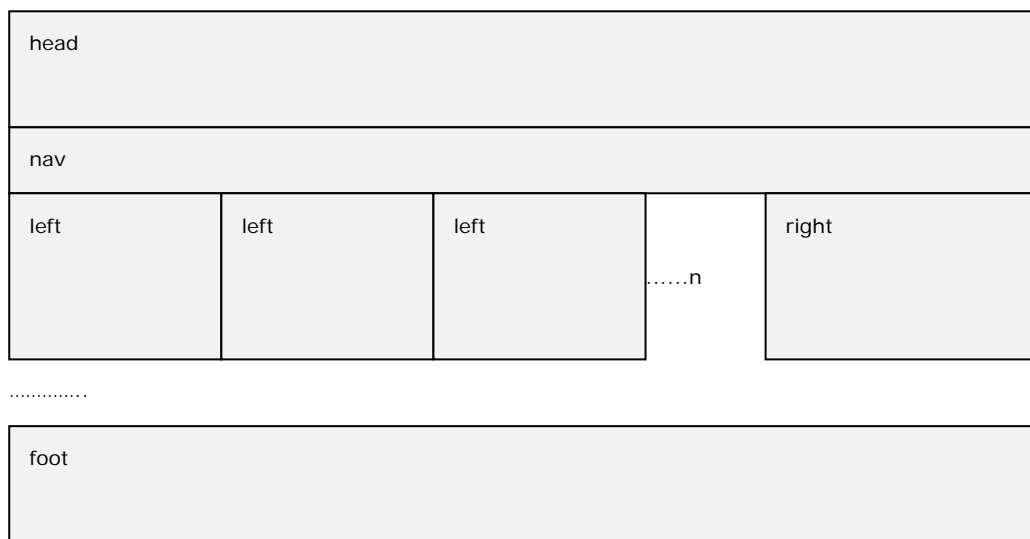 head
nav
left left left right
......n
..............
foot